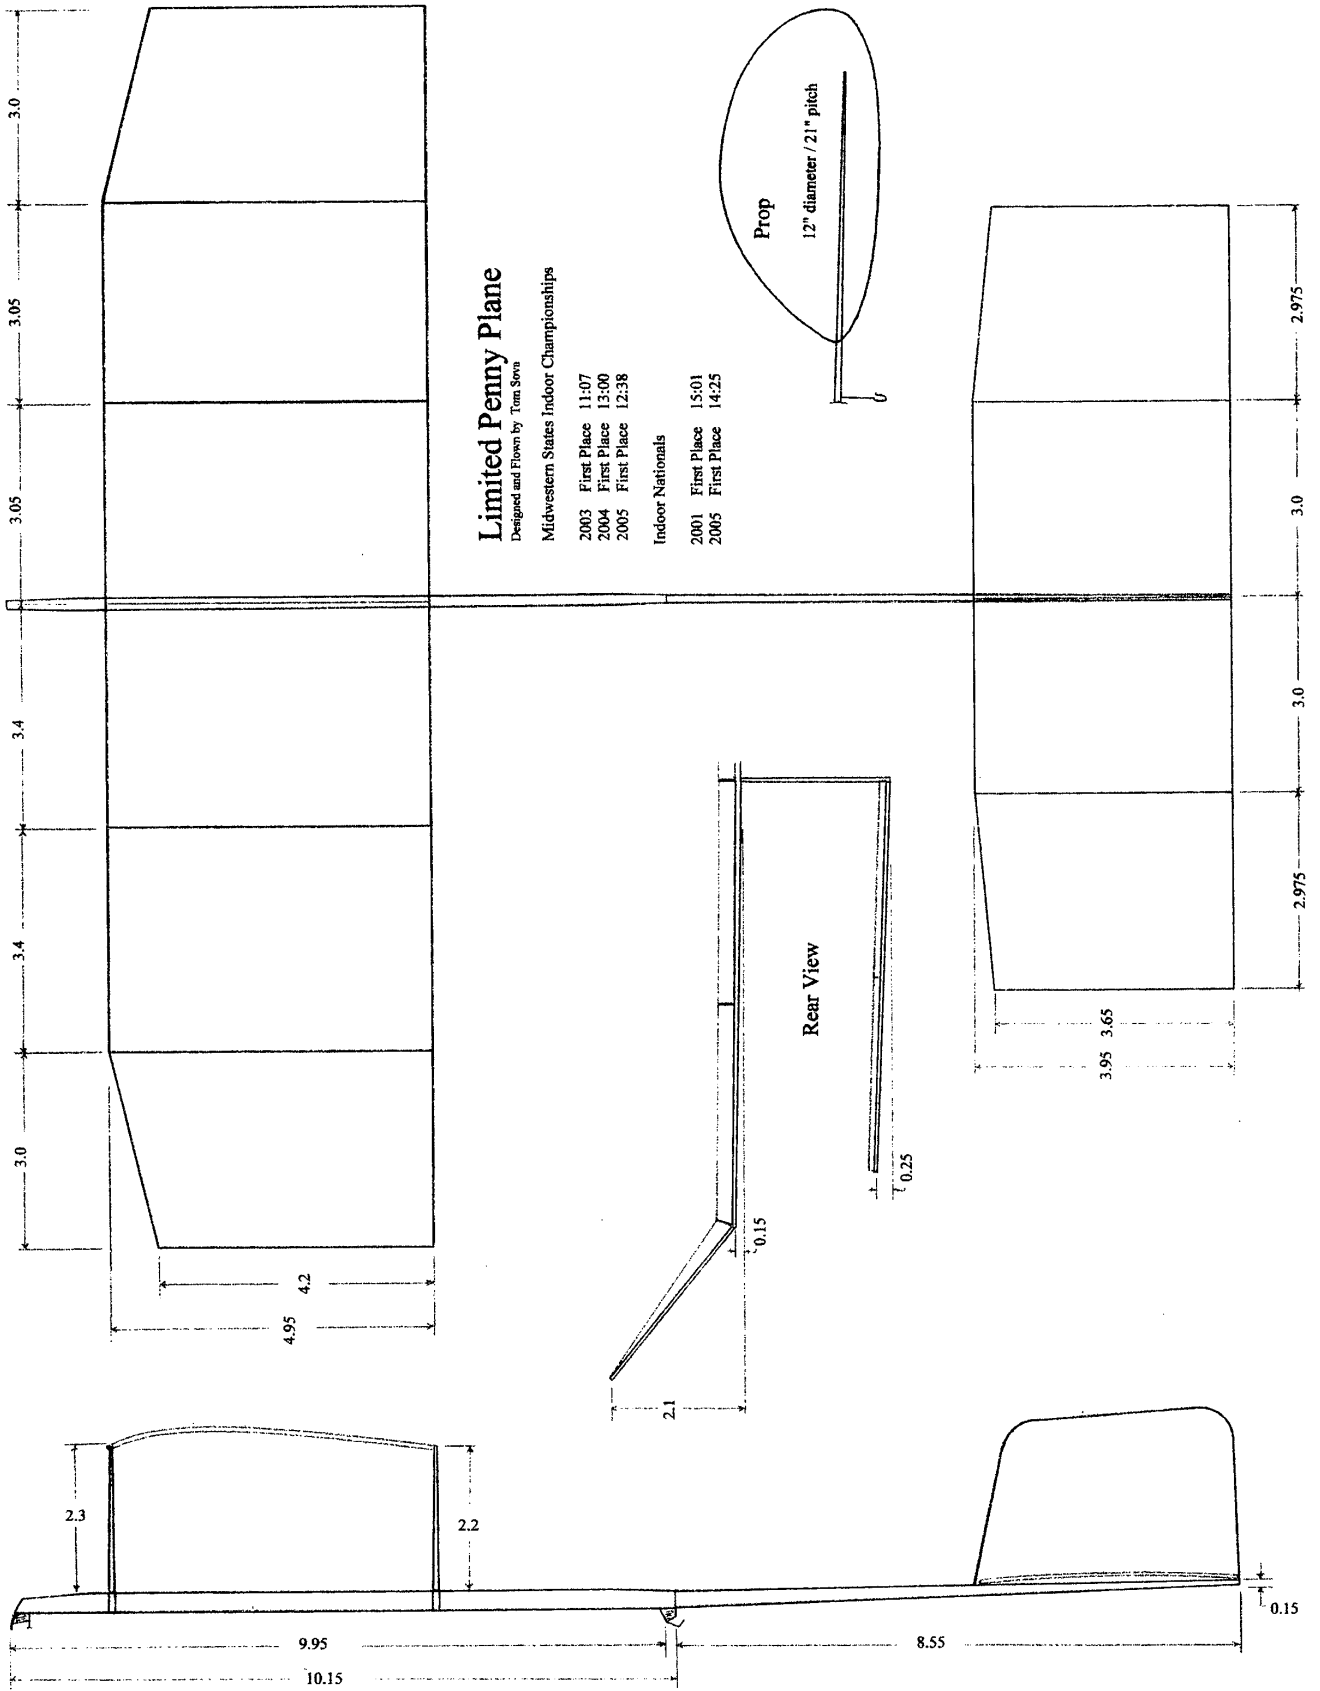 Limited Penny Plane
Designed and Flown by Tom Sova
Midwestern States Indoor Championships
2003 First Place 11:07
2004 First Place 13:00
2005 First Place 12:38
Indoor Nationals
2001 First Place 15:01
2005 First Place 14:25
Prop
12" diameter / 21" pitch
Rear View
3.0
3.4
3.4
3.05
3.05
3.0
4.95
4.2
2.3
2.2
9.95
10.15
8.55
0.15
2.1
0.15
0.25
3.95
3.65
2.975
3.0
3.0
2.975